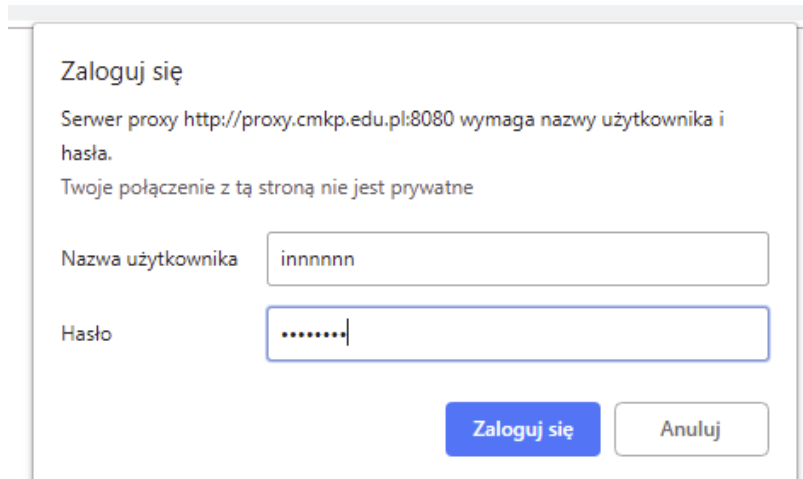 Zaloguj się
Serwer proxy http://proxy.cmkp.edu.pl:8080 wymaga nazwy użytkownika i
hasła.
Twoje połączenie z tą stroną nie jest prywatne
Nazwa użytkownika innnnnn
Hasło ••••••••
Zaloguj się Anuluj